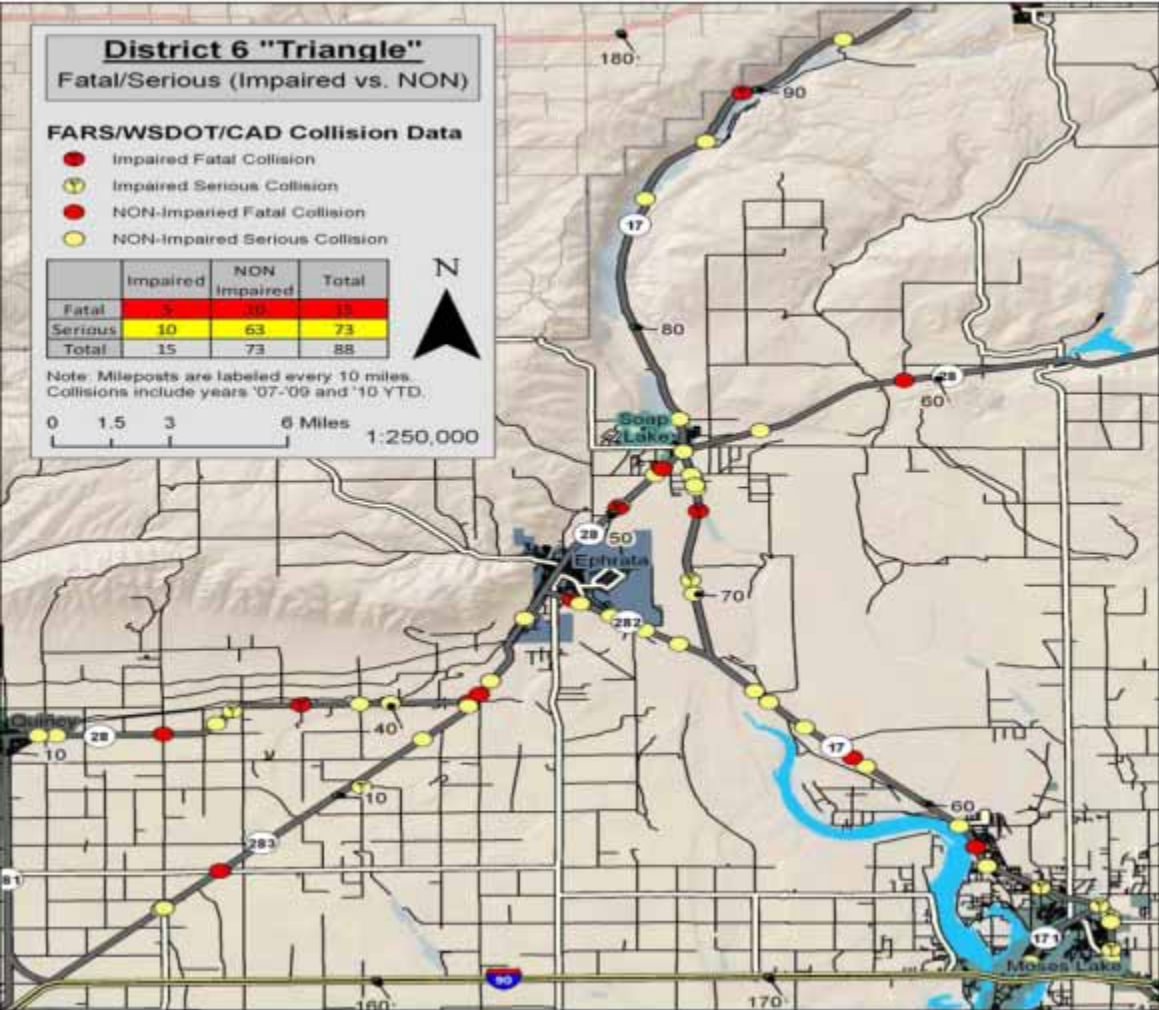 District 6 "Triangle"
Fatal/Serious (Impaired vs. NON)
FARS/WSDOT/CAD Collision Data
Impaired Fatal Collision
Impaired Serious Collision
NON-Imparied Fatal Collision
NON-Impaired Serious Collision
Impaired NON Impaired Total
Fatal 5 10 15
Serious 10 63 73
Total 15 73 88
Note: Mileposts are labeled every 10 miles.
Collisions include years '07-'09 and '10 YTD.
0 1.5 3 6 Miles
1:250,000
N
180
90
17
80
28
60
Soap
Lake
28 50
Ephrata
70
282
Quincy
28
40
10
17
10
60
283
81
171
Moses Lake
90
160
170